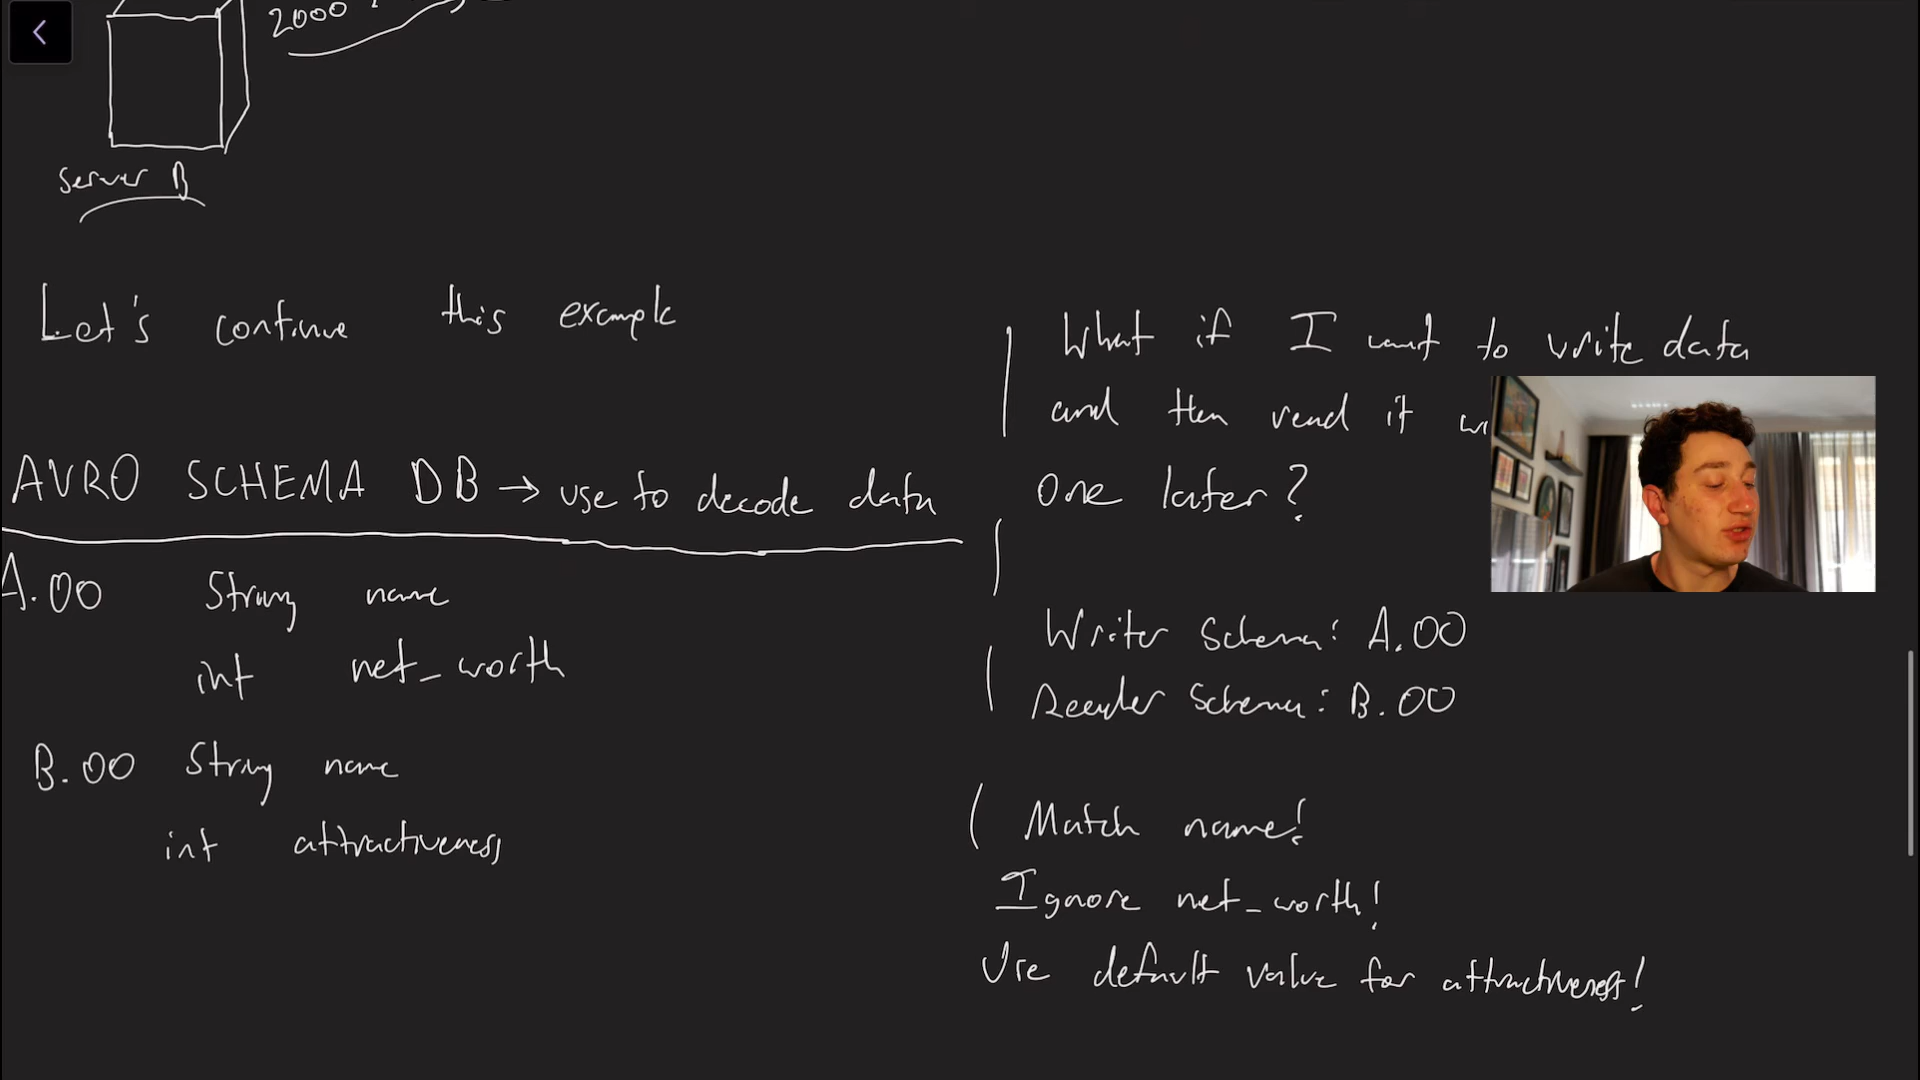 2000
Server B
Let's continue this example
AVRO SCHEMA DB → use to decode data
A.00 String name
int net_worth
B.00 String name
int attractiveness
What if I want to write data
and then read it
one later?
Writer Schema: A.00
Reader Schema: B.00
Match name!
Ignore net_worth!
Use default value for attractiveness!